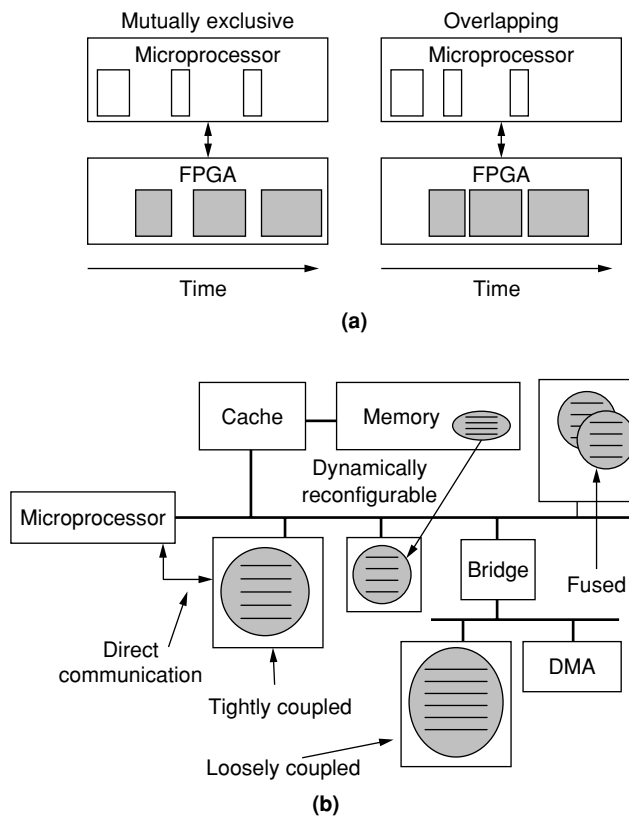 Mutually exclusive
Overlapping
Microprocessor
Microprocessor
FPGA
FPGA
Time
Time
(a)
Cache
Memory
Dynamically
reconfigurable
Microprocessor
Bridge
Fused
Direct
communication
DMA
Tightly coupled
Loosely coupled
(b)